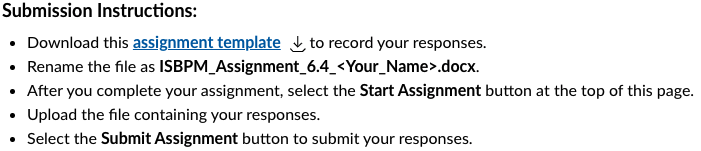 Submission Instructions:
• Download this assignment template to record your responses.
• Rename the file as ISBPM_Assignment_6.4_<Your_Name>.docx.
• After you complete your assignment, select the Start Assignment button at the top of this page.
• Upload the file containing your responses.
• Select the Submit Assignment button to submit your responses.